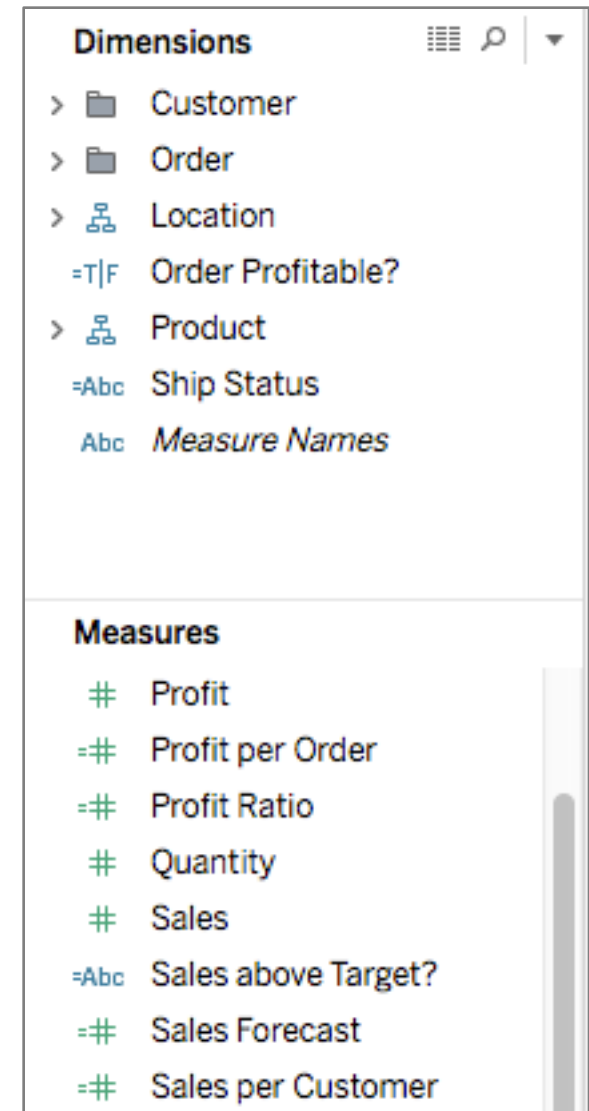 Dimensions
Customer
Order
Location
=T|F Order Profitable?
Product
=Abc Ship Status
Abc Measure Names
Measures
# Profit
=# Profit per Order
=# Profit Ratio
# Quantity
# Sales
=Abc Sales above Target?
=# Sales Forecast
=# Sales per Customer